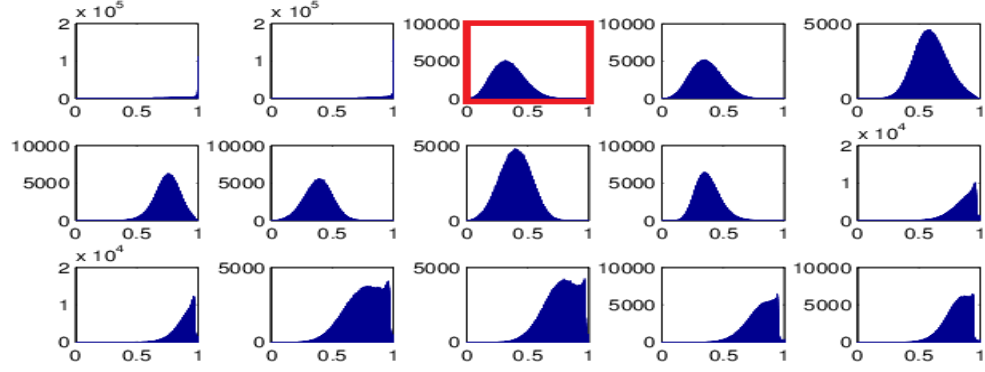 x 10^5 x 10^5 10000 10000 5000
2 2
1 1 5000 5000
0 0 0 0 0
0 0.5 1 0 0.5 1 0 0.5 1 0 0.5 1 0 0.5 1
10000 10000 5000 10000 x 10^4
2
5000 5000 5000 1
0 0 0 0 0
0 0.5 1 0 0.5 1 0 0.5 1 0 0.5 1 0 0.5 1
x 10^4
2 5000 5000 10000 10000
1 5000 5000
0 0 0 0 0
0 0.5 1 0 0.5 1 0 0.5 1 0 0.5 1 0 0.5 1